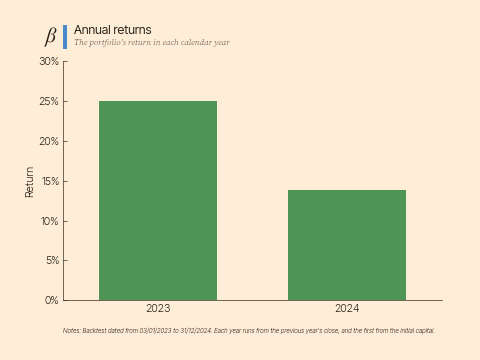 β
Annual returns
The portfolio's return in each calendar year
30%
25%
20%
15%
10%
5%
0%
Return
2023
2024
Notes: Backtest dated from 03/01/2023 to 31/12/2024. Each year runs from the previous year's close, and the first from the initial capital.